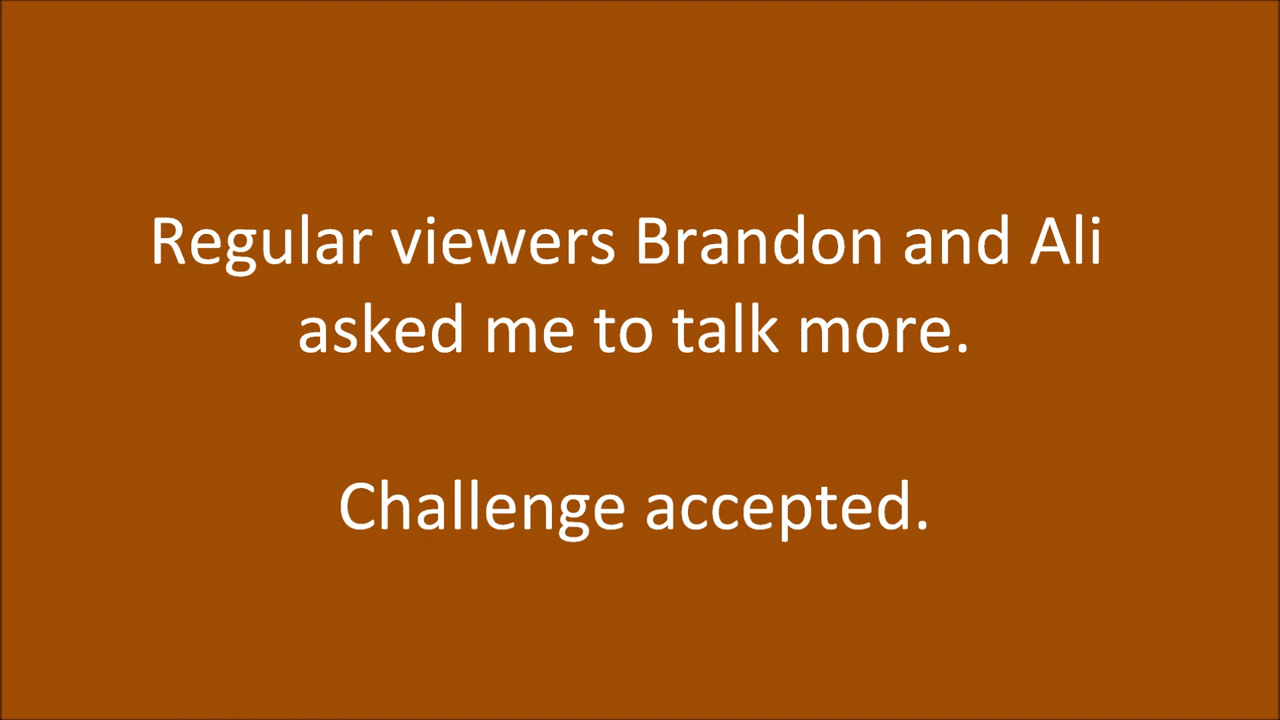 Regular viewers Brandon and Ali
asked me to talk more.
Challenge accepted.